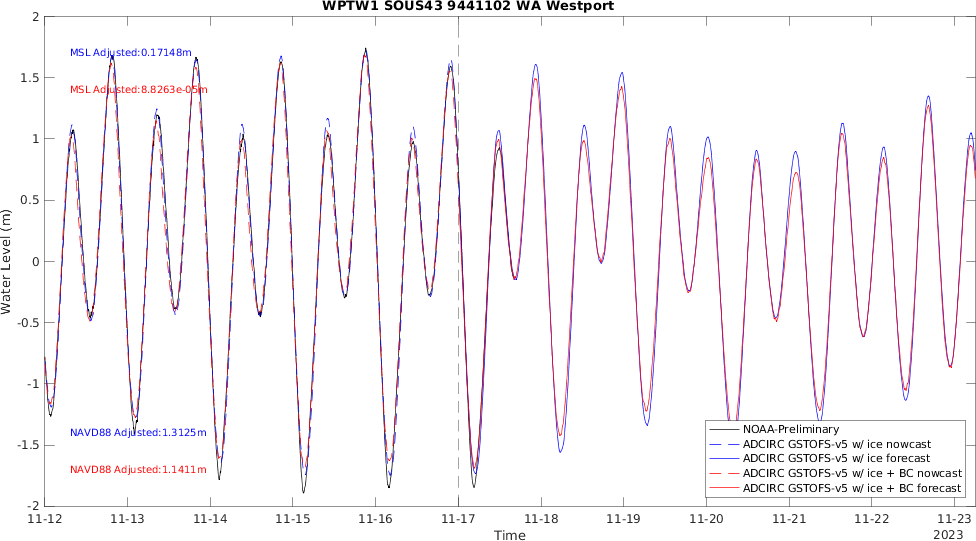 WPTW1 SOUS43 9441102 WA Westport
2
1.5
1
0.5
0
-0.5
-1
-1.5
-2
Water Level (m)
MSL Adjusted:0.17148m
MSL Adjusted:8.8263e-05m
NAVD88 Adjusted:1.3125m
NAVD88 Adjusted:1.1411m
NOAA-Preliminary
ADCIRC GSTOFS-v5 w/ ice nowcast
ADCIRC GSTOFS-v5 w/ ice forecast
ADCIRC GSTOFS-v5 w/ ice + BC nowcast
ADCIRC GSTOFS-v5 w/ ice + BC forecast
11-12 11-13 11-14 11-15 11-16 11-17 11-18 11-19 11-20 11-21 11-22 11-23
Time
2023